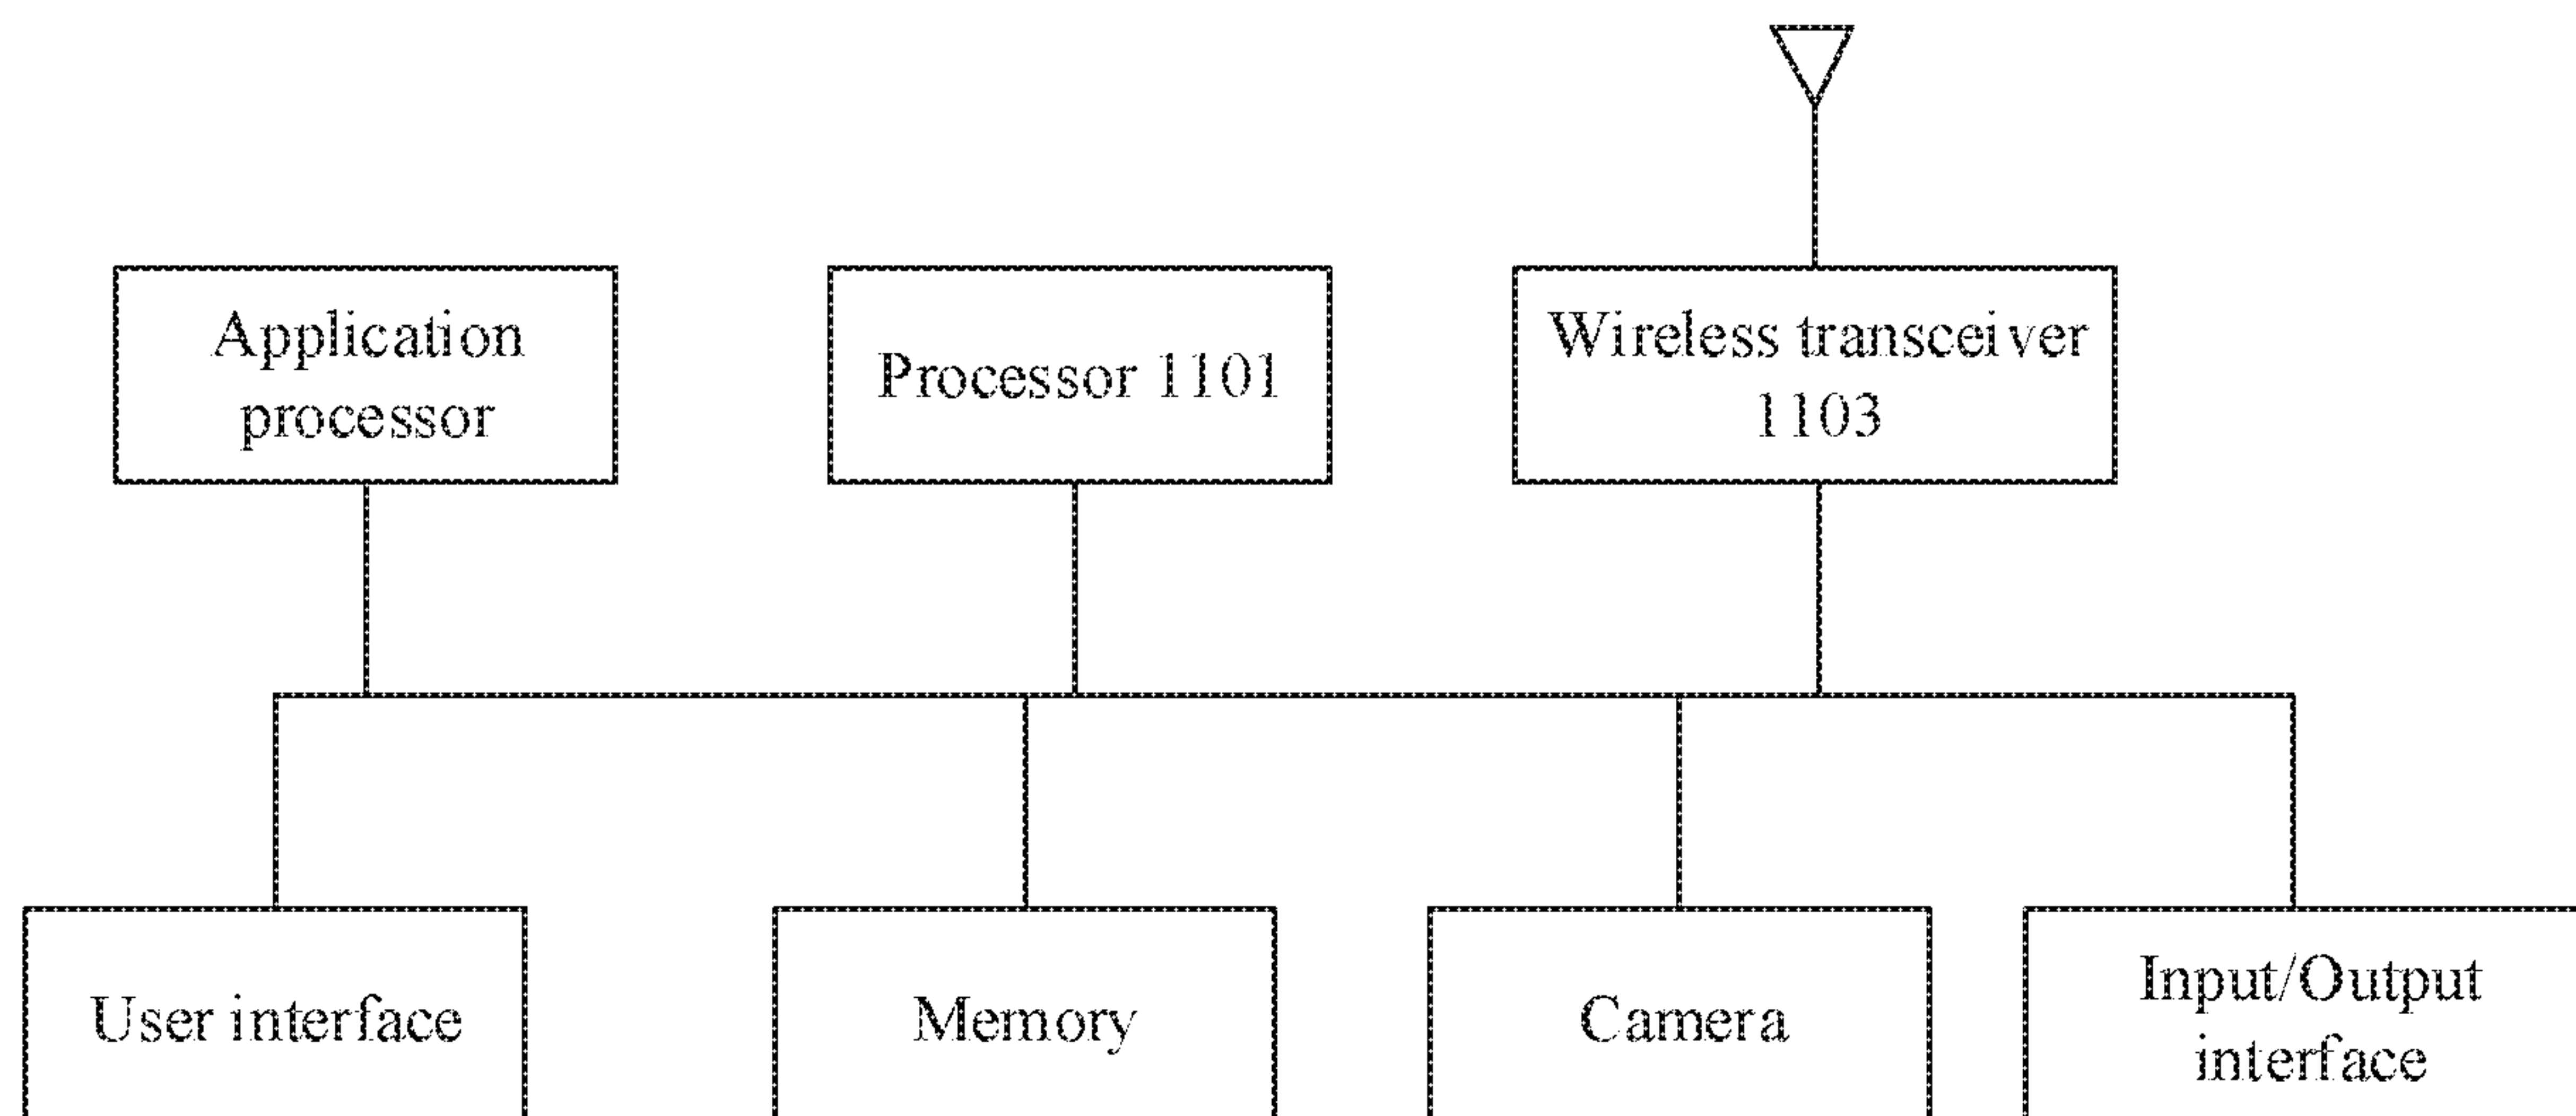 Application
processor
Processor 1101
Wireless transceiver
1103
User interface
Memory
Camera
Input/Output
interface